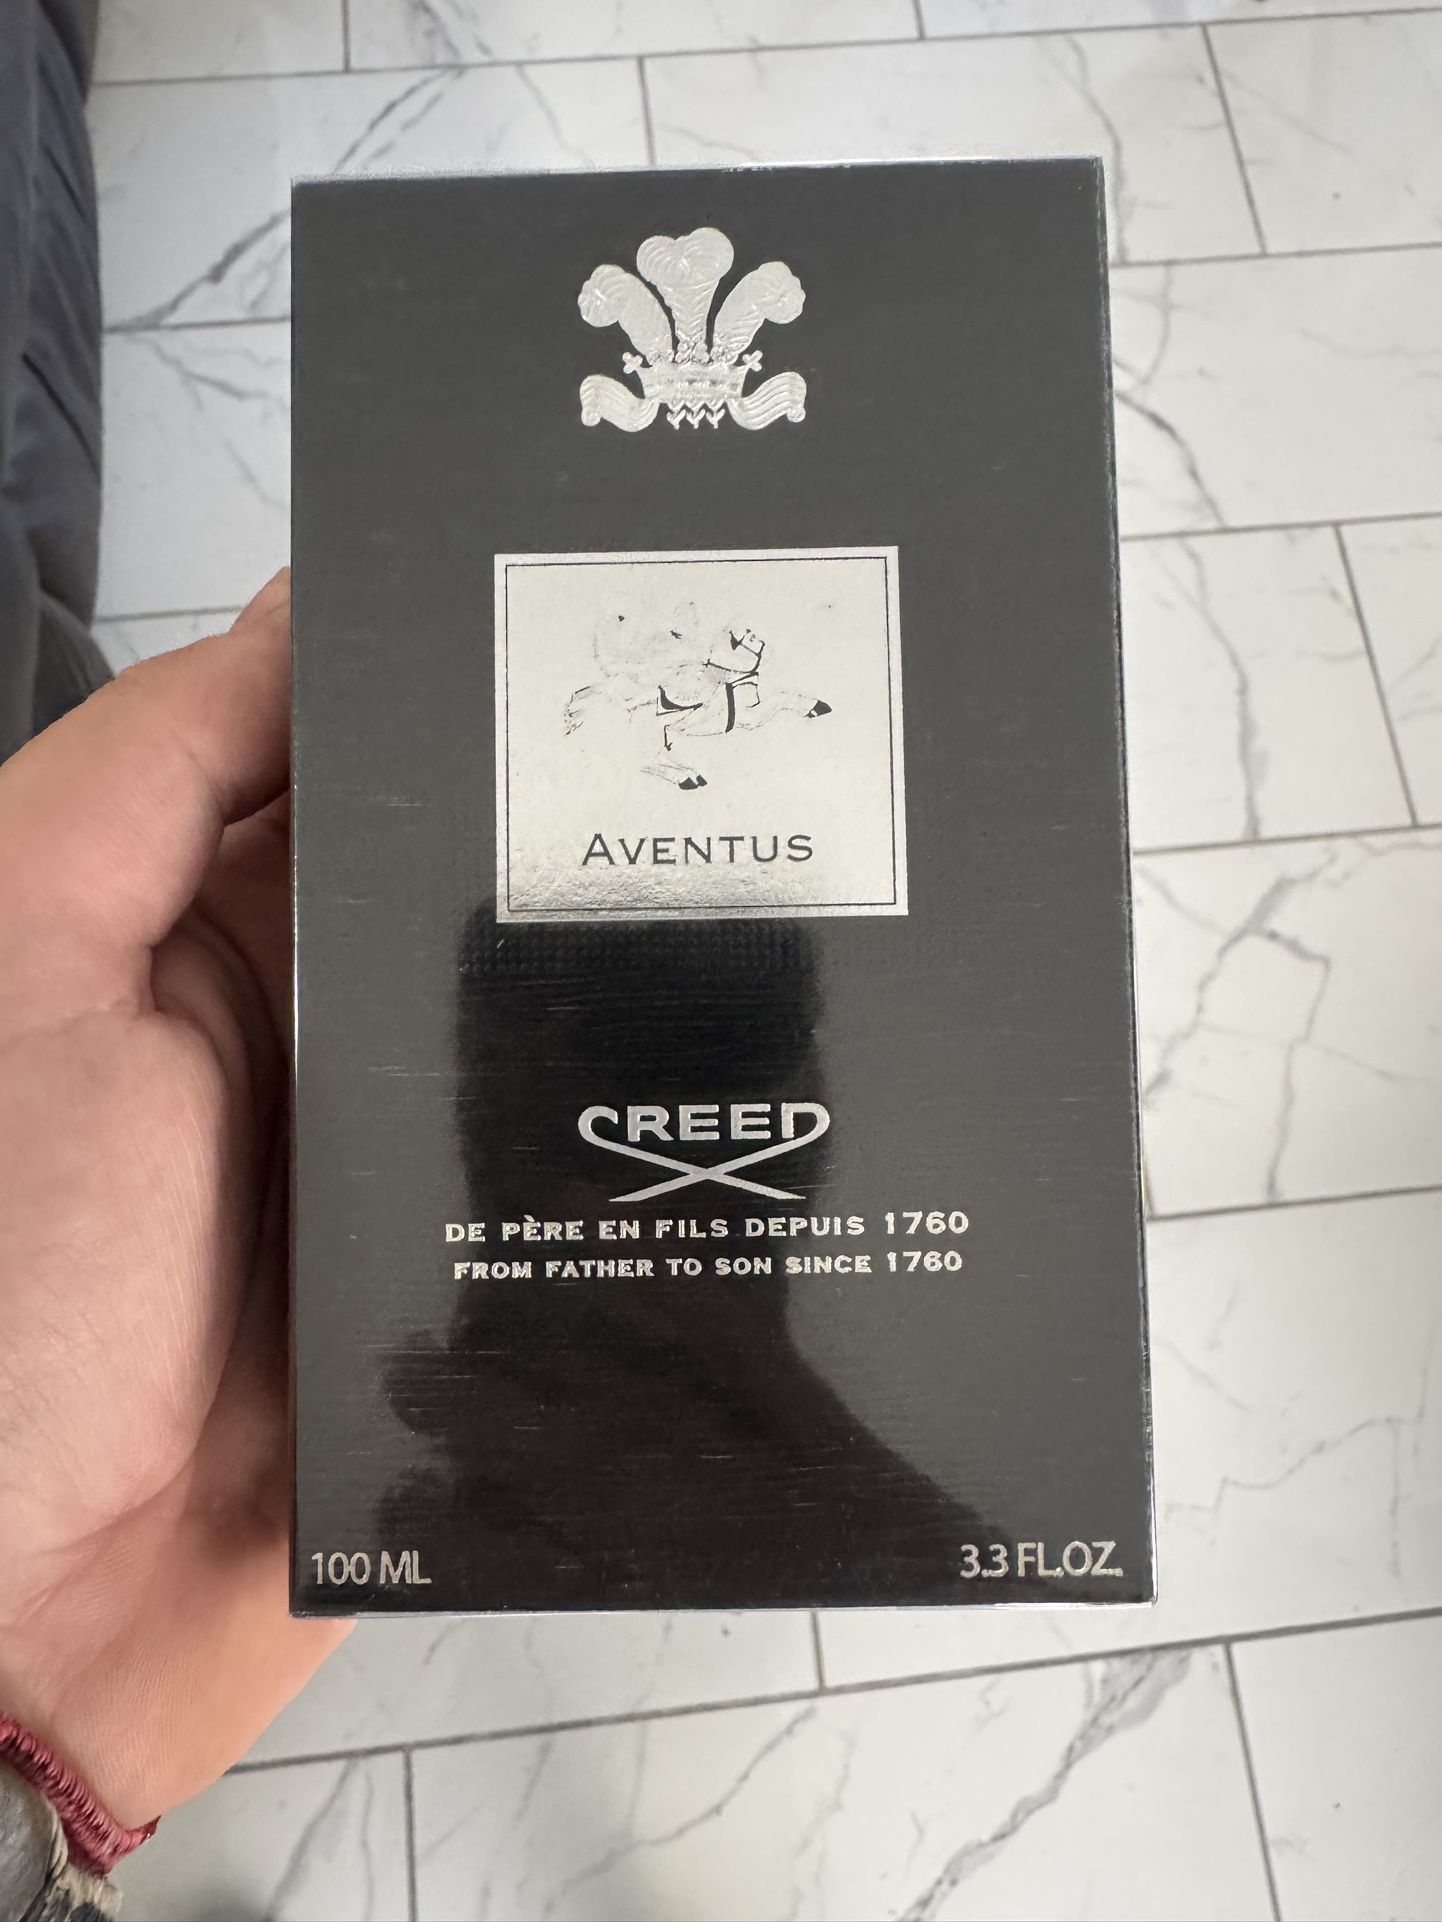 AVENTUS
CREED
DE PÈRE EN FILS DEPUIS 1760
FROM FATHER TO SON SINCE 1760
100 ML
3.3 FL.OZ.